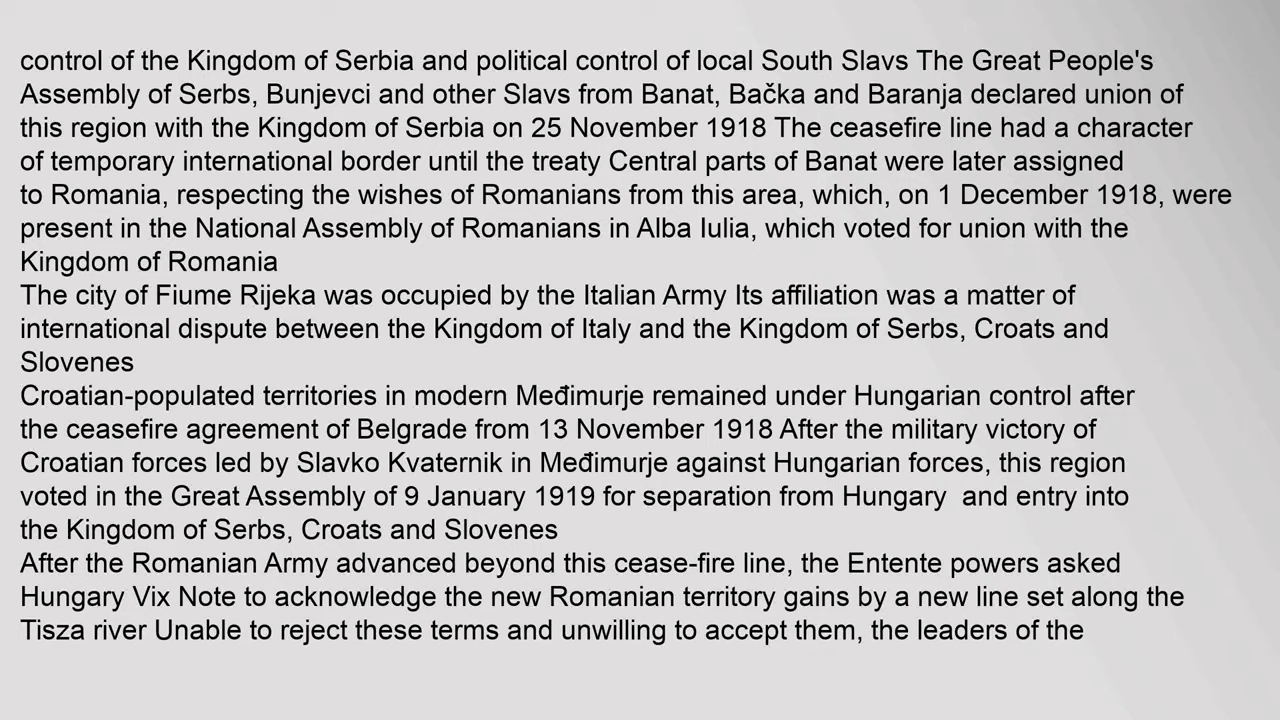 control of the Kingdom of Serbia and political control of local South Slavs The Great People's
Assembly of Serbs, Bunjevci and other Slavs from Banat, Bačka and Baranja declared union of
this region with the Kingdom of Serbia on 25 November 1918 The ceasefire line had a character
of temporary international border until the treaty Central parts of Banat were later assigned
to Romania, respecting the wishes of Romanians from this area, which, on 1 December 1918, were
present in the National Assembly of Romanians in Alba Iulia, which voted for union with the
Kingdom of Romania
The city of Fiume Rijeka was occupied by the Italian Army Its affiliation was a matter of
international dispute between the Kingdom of Italy and the Kingdom of Serbs, Croats and
Slovenes
Croatian-populated territories in modern Međimurje remained under Hungarian control after
the ceasefire agreement of Belgrade from 13 November 1918 After the military victory of
Croatian forces led by Slavko Kvaternik in Međimurje against Hungarian forces, this region
voted in the Great Assembly of 9 January 1919 for separation from Hungary  and entry into
the Kingdom of Serbs, Croats and Slovenes
After the Romanian Army advanced beyond this cease-fire line, the Entente powers asked
Hungary Vix Note to acknowledge the new Romanian territory gains by a new line set along the
Tisza river Unable to reject these terms and unwilling to accept them, the leaders of the